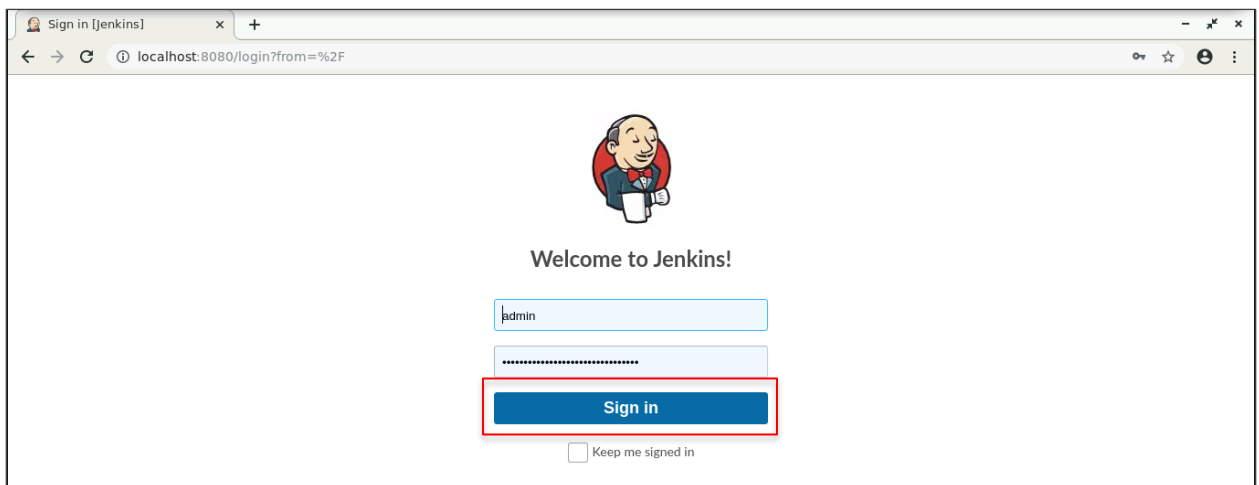 Sign in [Jenkins]
localhost:8080/login?from=%2F
Welcome to Jenkins!
admin
••••••••••••••••••••••••••••••••
Sign in
Keep me signed in